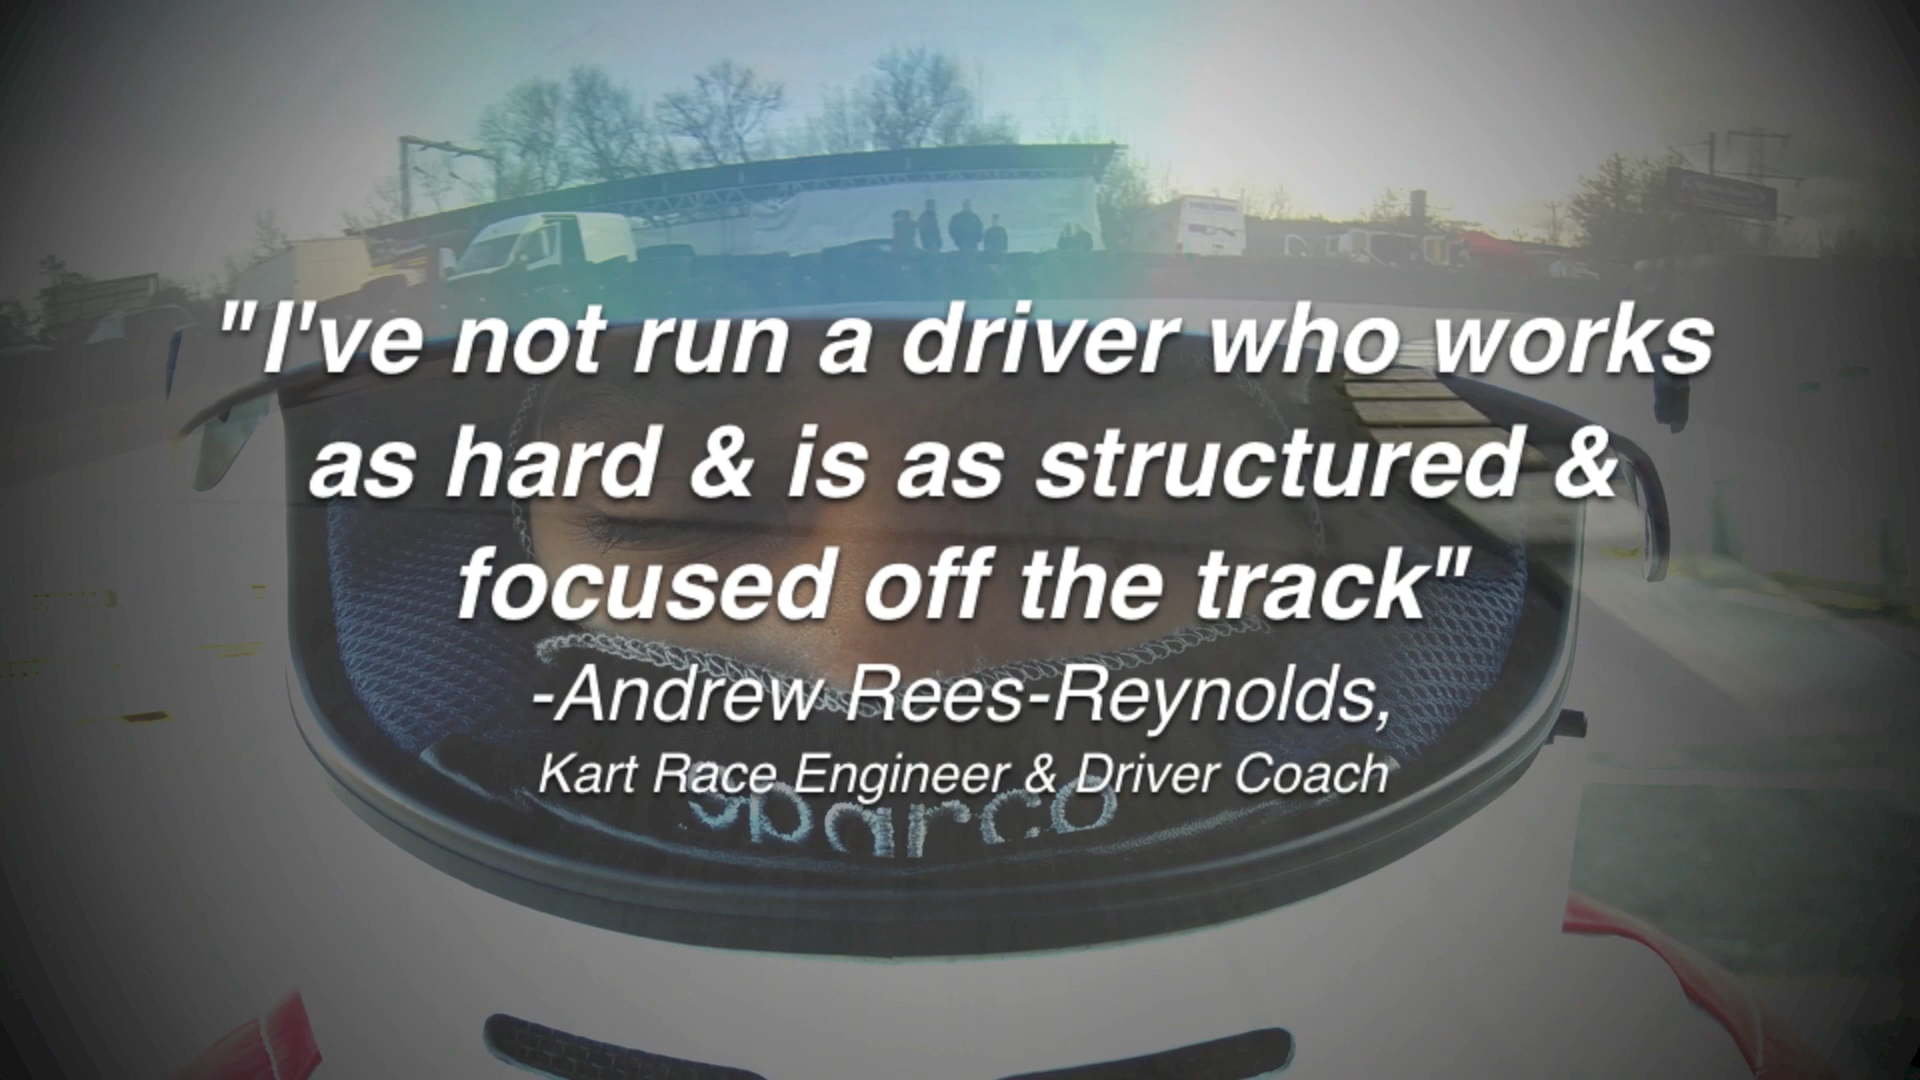 "I've not run a driver who works
as hard & is as structured &
focused off the track"
-Andrew Rees-Reynolds,
Kart Race Engineer & Driver Coach
sparco